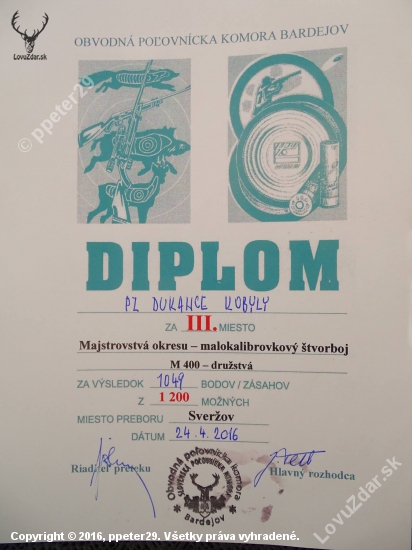 LovuZdar.sk
© ppeter29.
OBVODNÁ POĽOVNÍCKA KOMORA BARDEJOV
DIPLOM
PZ DUKANCE KOBYLY
ZA III. MIESTO
Majstrovstvá okresu – malokalibrovkový štvorboj
M 400 – družstvá
ZA VÝSLEDOK 1049 BODOV / ZÁSAHOV
Z 1 200 MOŽNÝCH
MIESTO PREBORU Sveržov
DÁTUM 24.4.2016
Riaditeľ preteku
Hlavný rozhodca
Obvodná poľovnícka komora
Bardejov
LovuZdar.sk
Copyright © 2016, ppeter29. Všetky práva vyhradené.